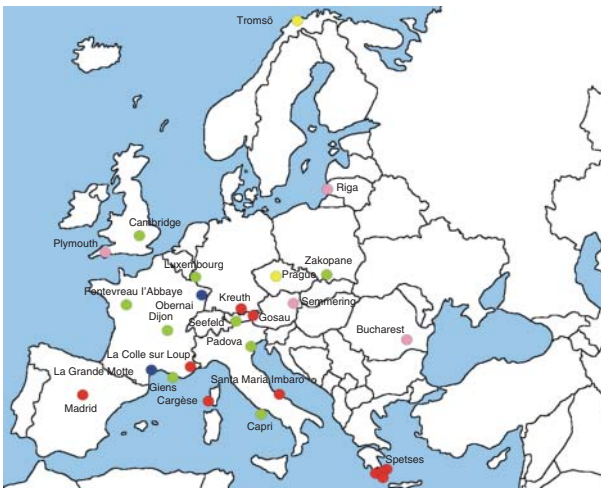 Tromsö
Riga
Cambridge
Plymouth
Luxembourg
Zakopane
Prague
Fontevreau l'Abbaye
Obernai
Kreuth
Semmering
Dijon
Seefeld
Gosau
Bucharest
Padova
La Colle sur Loup
La Grande Motte
Santa Maria Imbaro
Giens
Cargèse
Madrid
Capri
Spetses